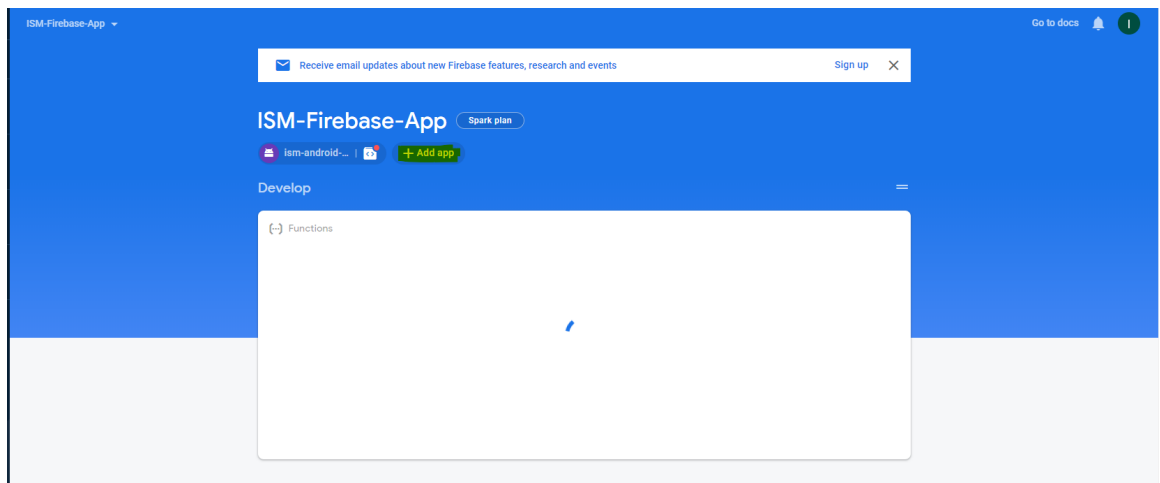 ISM-Firebase-App
Go to docs
I
Receive email updates about new Firebase features, research and events
Sign up
ISM-Firebase-App
Spark plan
ism-android-... |
+ Add app
Develop
Functions